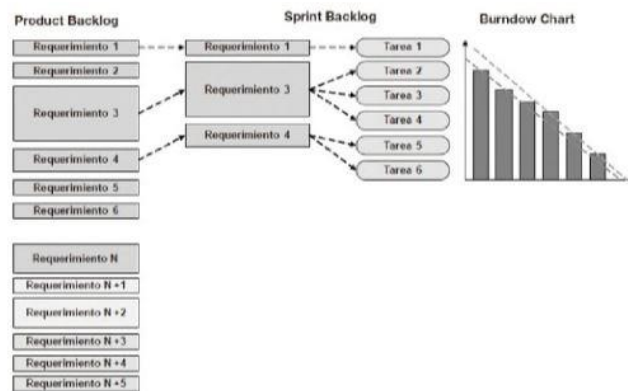 Product Backlog
Sprint Backlog
Burndow Chart
Requerimiento 1
Requerimiento 2
Requerimiento 3
Requerimiento 4
Requerimiento 5
Requerimiento 6
Requerimiento N
Requerimiento N +1
Requerimiento N +2
Requerimiento N +3
Requerimiento N +4
Requerimiento N +5
Requerimiento 1
Requerimiento 3
Requerimiento 4
Tarea 1
Tarea 2
Tarea 3
Tarea 4
Tarea 5
Tarea 6